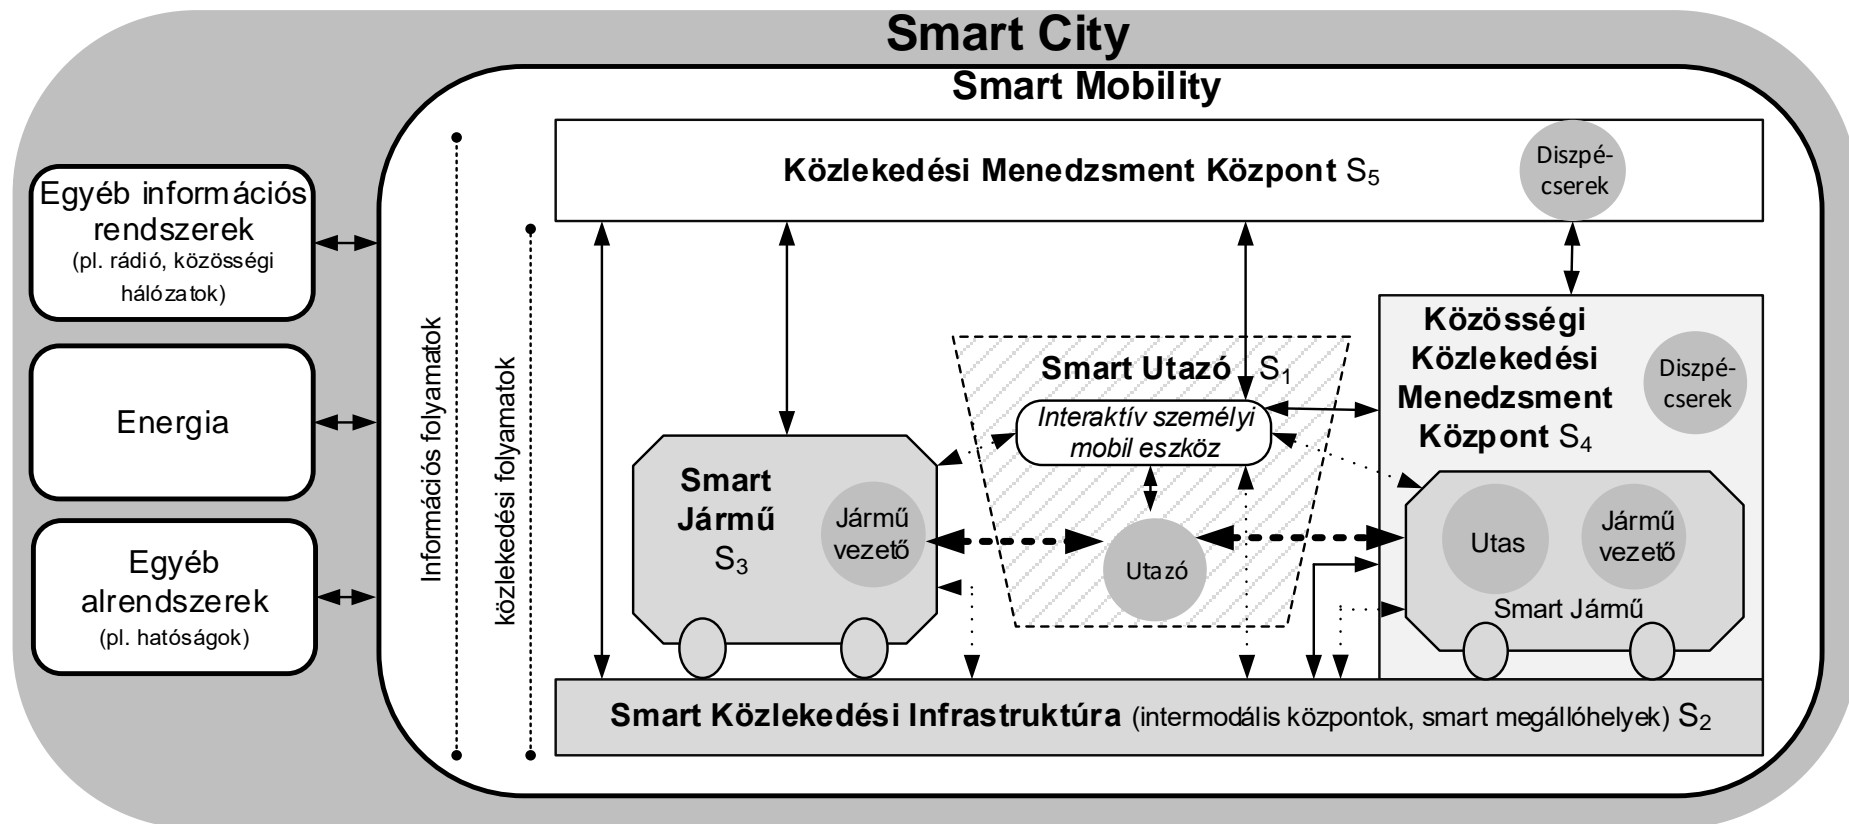 Smart City
Smart Mobility
Közlekedési Menedzsment Központ S5
Diszpé-
cserek
Egyéb információs
rendszerek
(pl. rádió, közösségi
hálózatok)
Energia
Egyéb
alrendszerek
(pl. hatóságok)
Információs folyamatok
közlekedési folyamatok
Smart
Jármű
S3
Jármű
vezető
Smart Utazó S1
Interaktív személyi
mobil eszköz
Utazó
Közösségi
Közlekedési
Menedzsment
Központ S4
Diszpé-
cserek
Utas
Jármű
vezető
Smart Jármű
Smart Közlekedési Infrastruktúra (intermodális központok, smart megállóhelyek) S2